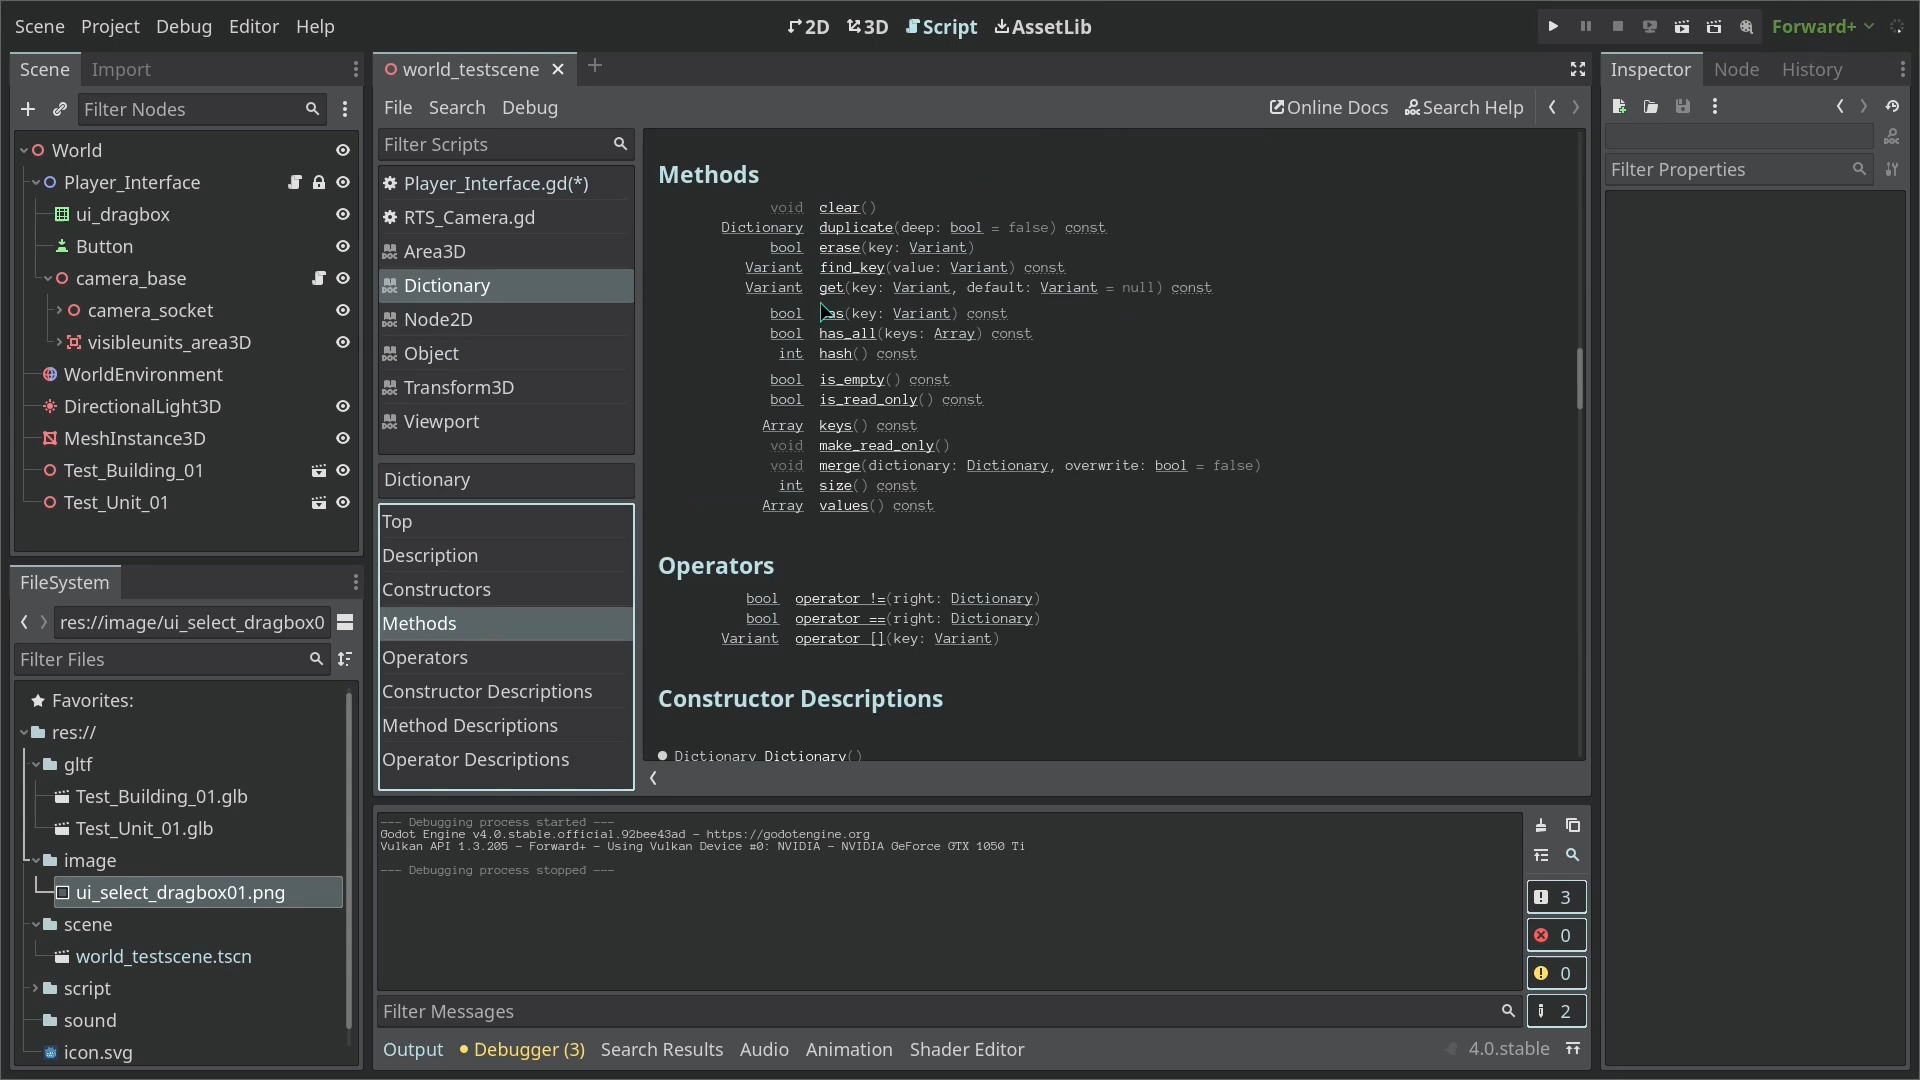 Scene Project Debug Editor Help
2D 3D Script AssetLib
Forward+
Scene Import
Filter Nodes
World
Player_Interface
ui_dragbox
Button
camera_base
camera_socket
visibleunits_area3D
WorldEnvironment
DirectionalLight3D
MeshInstance3D
Test_Building_01
Test_Unit_01
FileSystem
res://image/ui_select_dragbox0
Filter Files
Favorites:
res://
gltf
Test_Building_01.glb
Test_Unit_01.glb
image
ui_select_dragbox01.png
scene
world_testscene.tscn
script
sound
icon.svg
world_testscene
File Search Debug
Online Docs Search Help
Filter Scripts
Player_Interface.gd(*)
RTS_Camera.gd
Area3D
Dictionary
Node2D
Object
Transform3D
Viewport
Dictionary
Top
Description
Constructors
Methods
Operators
Constructor Descriptions
Method Descriptions
Operator Descriptions
Methods
void clear()
Dictionary duplicate(deep: bool = false) const
bool erase(key: Variant)
Variant find_key(value: Variant) const
Variant get(key: Variant, default: Variant = null) const
bool has(key: Variant) const
bool has_all(keys: Array) const
int hash() const
bool is_empty() const
bool is_read_only() const
Array keys() const
void make_read_only()
void merge(dictionary: Dictionary, overwrite: bool = false)
int size() const
Array values() const
Operators
bool operator !=(right: Dictionary)
bool operator ==(right: Dictionary)
Variant operator [](key: Variant)
Constructor Descriptions
Dictionary Dictionary()
--- Debugging process started ---
Godot Engine v4.0.stable.official.92bee43ad - https://godotengine.org
Vulkan API 1.3.205 - Forward+ - Using Vulkan Device #0: NVIDIA - NVIDIA GeForce GTX 1050 Ti
--- Debugging process stopped ---
3
0
0
2
Filter Messages
Output Debugger (3) Search Results Audio Animation Shader Editor
4.0.stable
Inspector Node History
Filter Properties